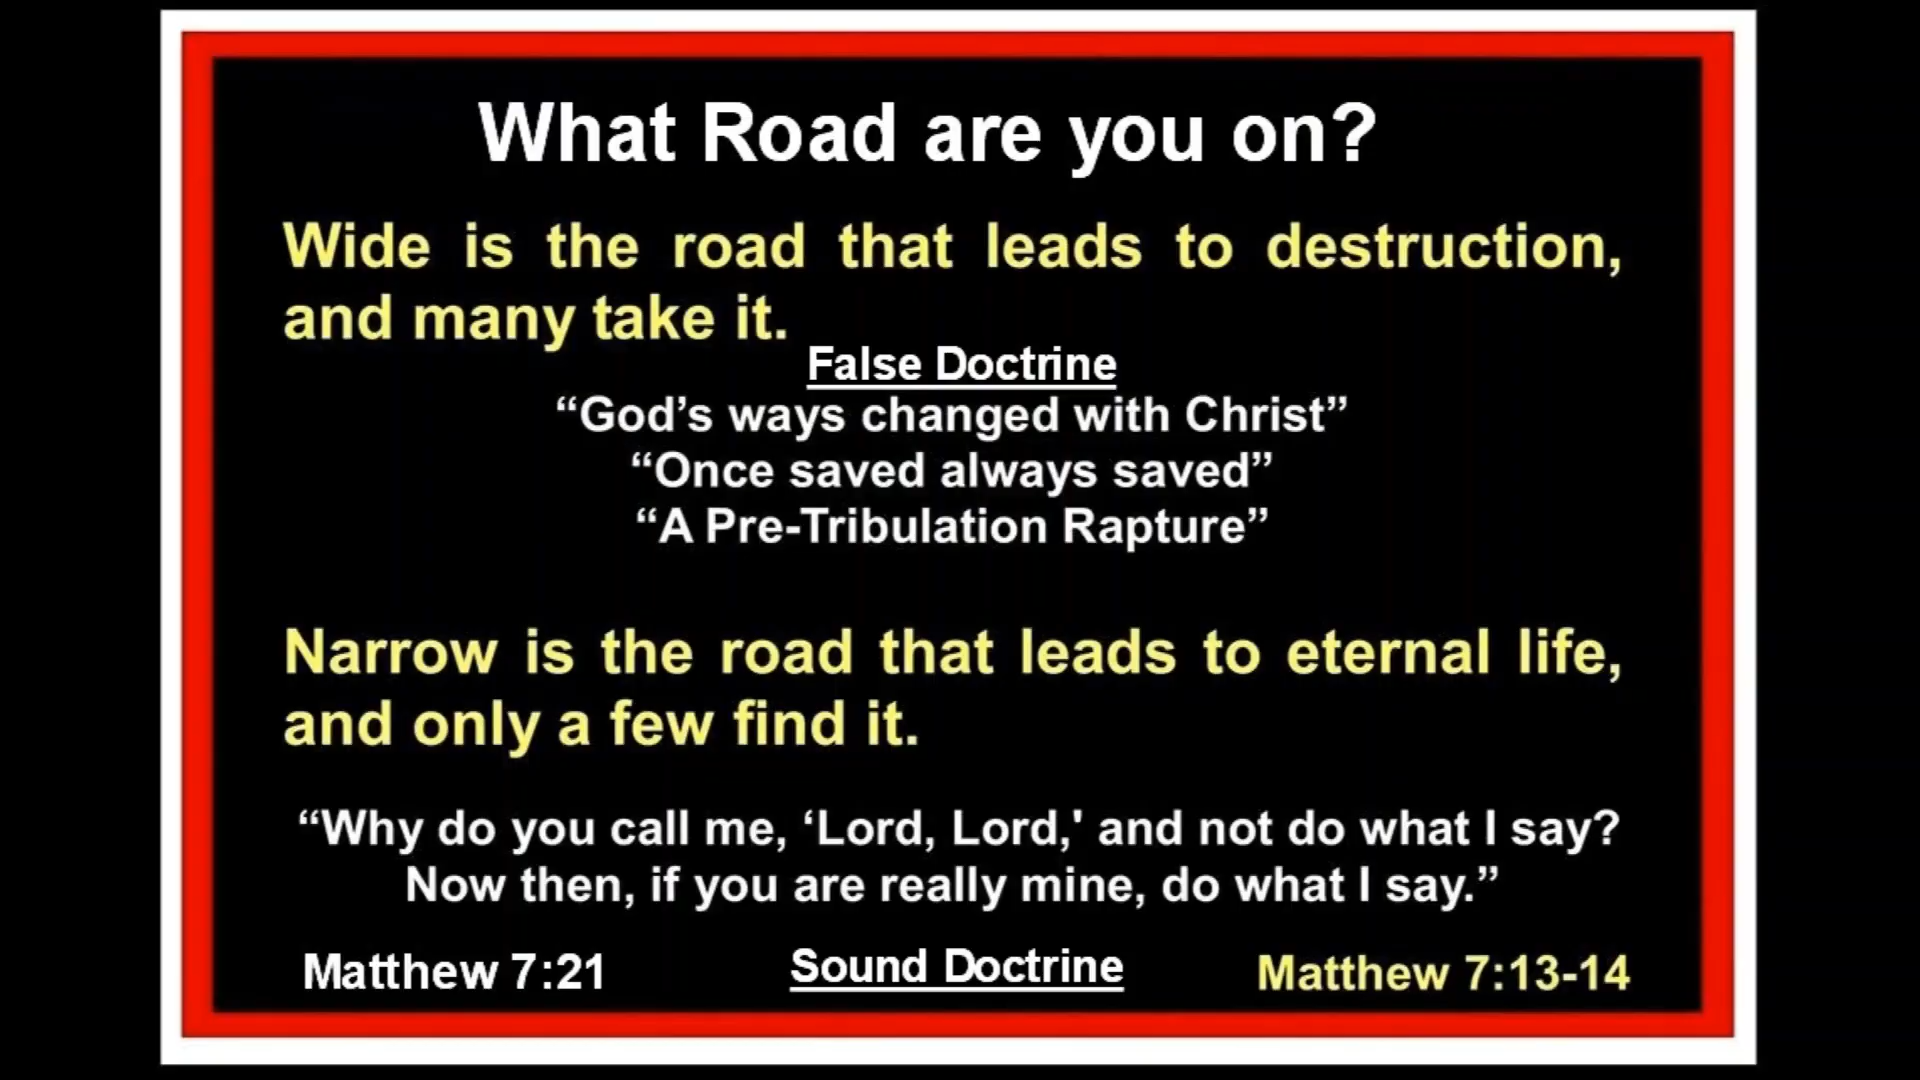 What Road are you on?
Wide is the road that leads to destruction,
and many take it.
False Doctrine
“God’s ways changed with Christ”
“Once saved always saved”
“A Pre-Tribulation Rapture”
Narrow is the road that leads to eternal life,
and only a few find it.
“Why do you call me, ‘Lord, Lord,' and not do what I say?
Now then, if you are really mine, do what I say.”
Matthew 7:21 Sound Doctrine Matthew 7:13-14